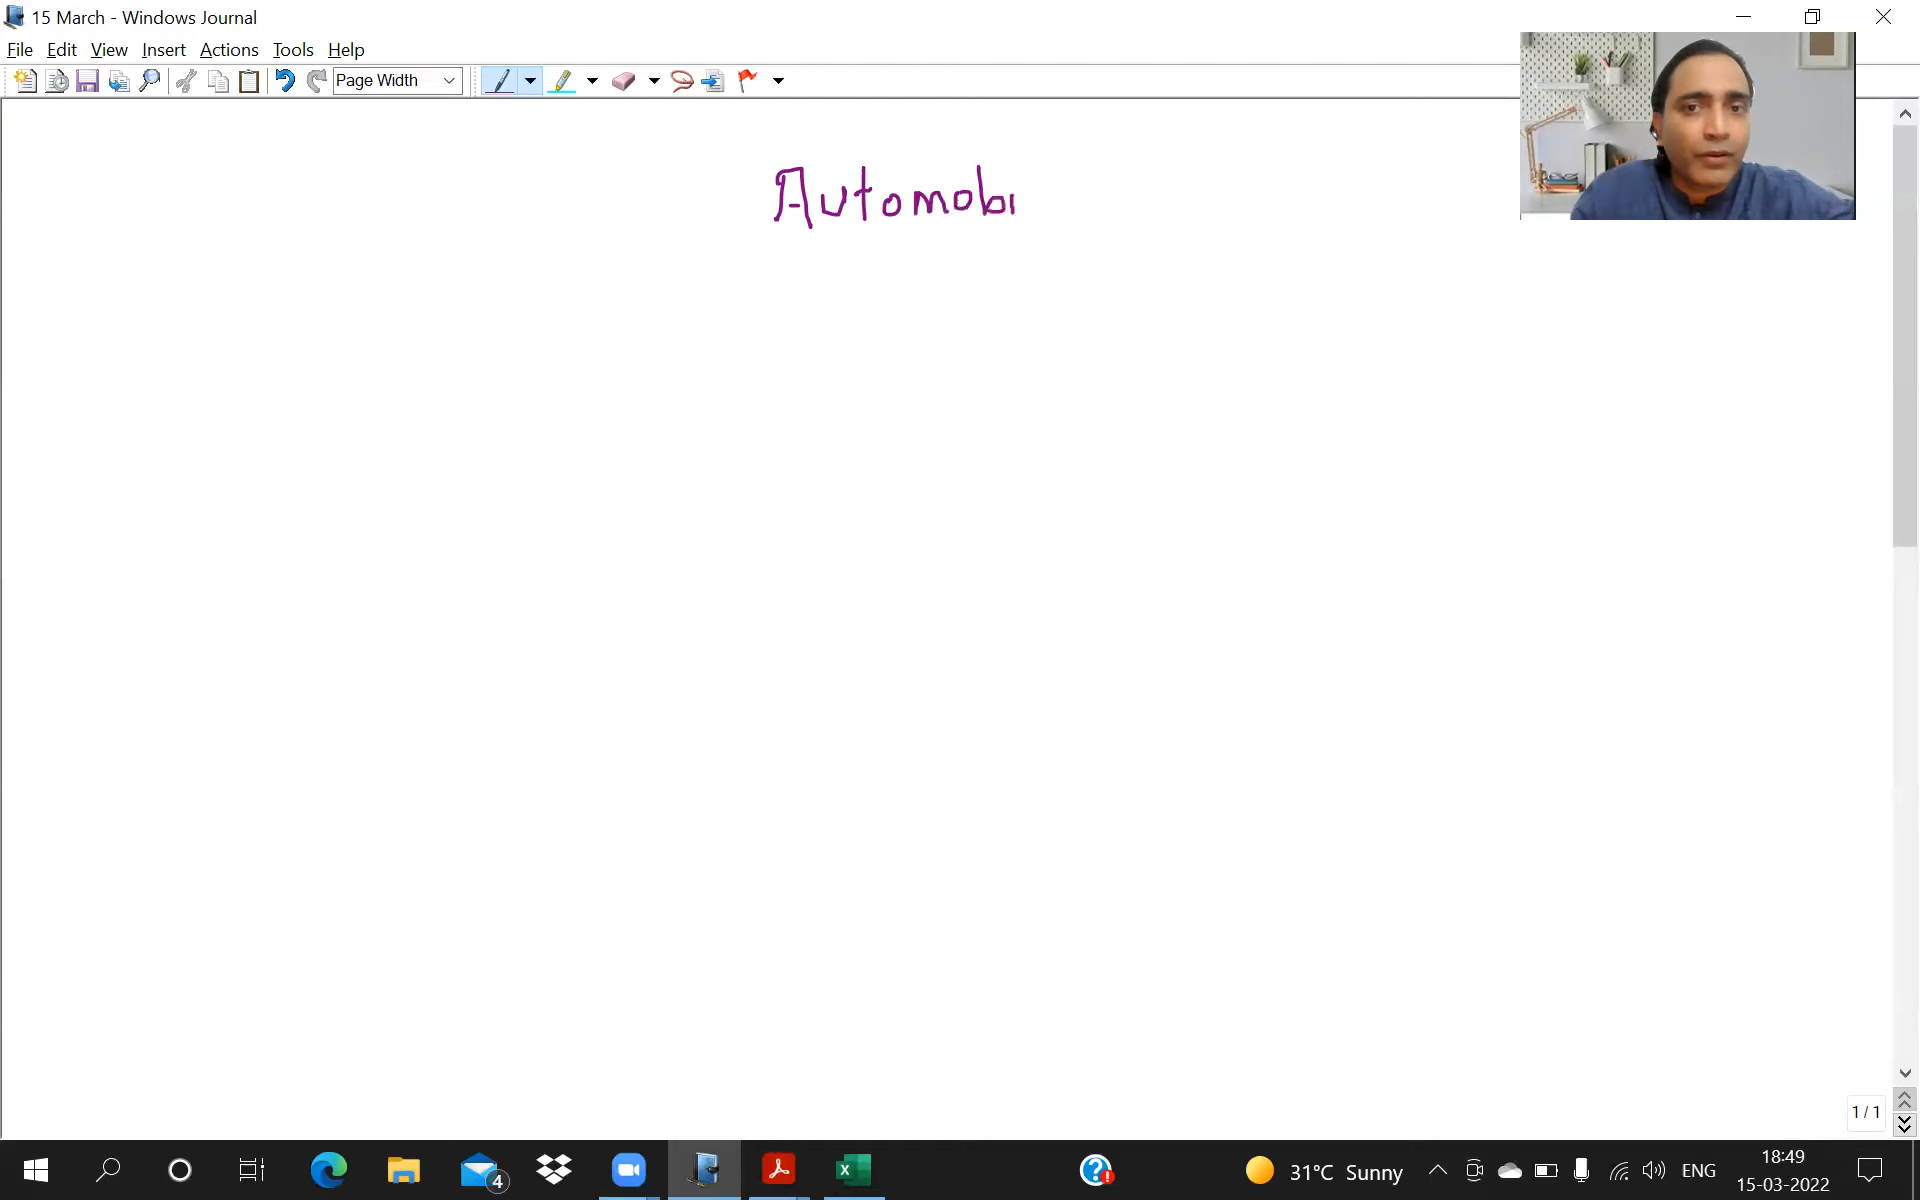 15 March - Windows Journal
File Edit View Insert Actions Tools Help
Page Width
Automobi
1 / 1
4
31°C Sunny
ENG
18:49
15-03-2022